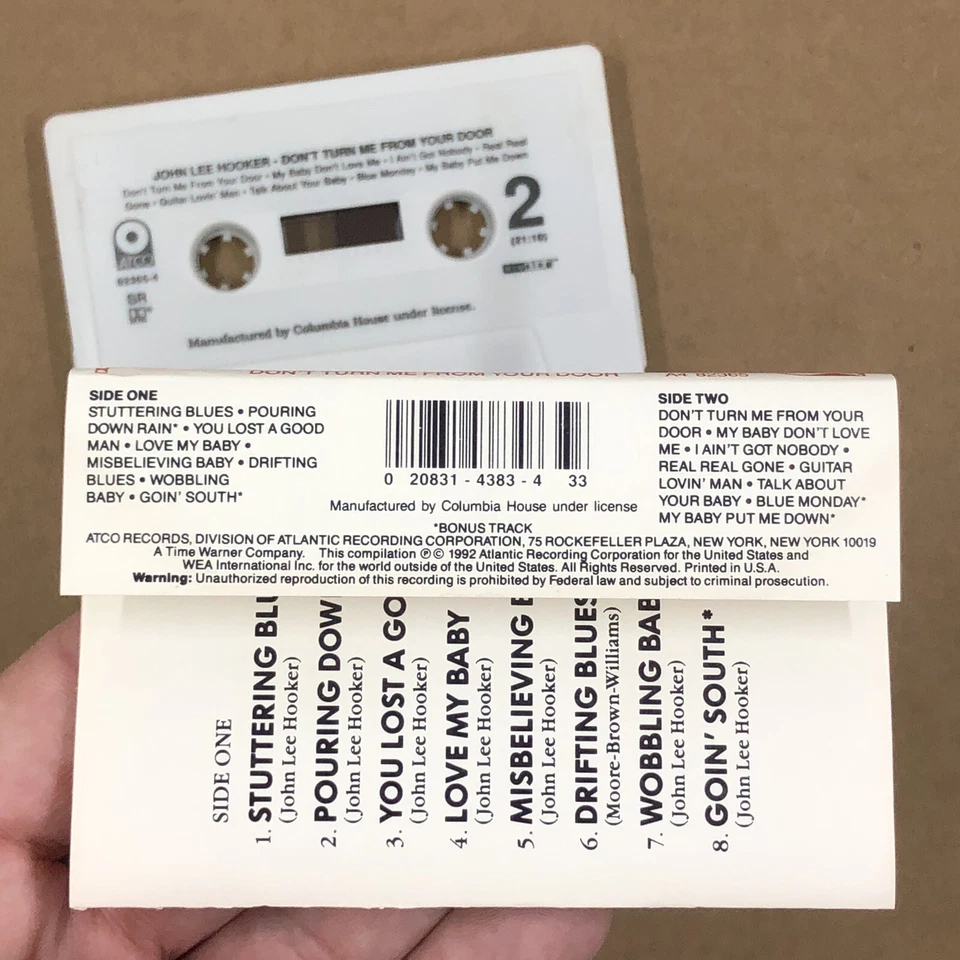 JOHN LEE HOOKER - DON'T TURN ME FROM YOUR DOOR
Don't Turn Me From Your Door • My Baby Don't Love Me • I Ain't Got Nobody • Real Real
Gone • Guitar Lovin' Man • Talk About Your Baby • Blue Monday • My Baby Put Me Down
2
ATCO
82365-4
SR
Manufactured by Columbia House under license.
DON'T TURN ME FROM YOUR DOOR
A4 82365
SIDE ONE
STUTTERING BLUES • POURING
DOWN RAIN* • YOU LOST A GOOD
MAN • LOVE MY BABY •
MISBELIEVING BABY • DRIFTING
BLUES • WOBBLING
BABY • GOIN' SOUTH*
0 20831 - 4383 - 4 33
Manufactured by Columbia House under license
SIDE TWO
DON'T TURN ME FROM YOUR
DOOR • MY BABY DON'T LOVE
ME • I AIN'T GOT NOBODY •
REAL REAL GONE • GUITAR
LOVIN' MAN • TALK ABOUT
YOUR BABY • BLUE MONDAY*
MY BABY PUT ME DOWN*
*BONUS TRACK
ATCO RECORDS, DIVISION OF ATLANTIC RECORDING CORPORATION, 75 ROCKEFELLER PLAZA, NEW YORK, NEW YORK 10019
A Time Warner Company. This compilation ℗ © 1992 Atlantic Recording Corporation for the United States and
WEA International Inc. for the world outside of the United States. All Rights Reserved. Printed in U.S.A.
Warning: Unauthorized reproduction of this recording is prohibited by Federal law and subject to criminal prosecution.
SIDE ONE
1. STUTTERING BLU
(John Lee Hooker)
2. POURING DOW
(John Lee Hooker)
3. YOU LOST A GO
(John Lee Hooker)
4. LOVE MY BABY
(John Lee Hooker)
5. MISBELIEVING B
(John Lee Hooker)
6. DRIFTING BLUES
(Moore-Brown-Williams)
7. WOBBLING BAB
(John Lee Hooker)
8. GOIN' SOUTH*
(John Lee Hooker)